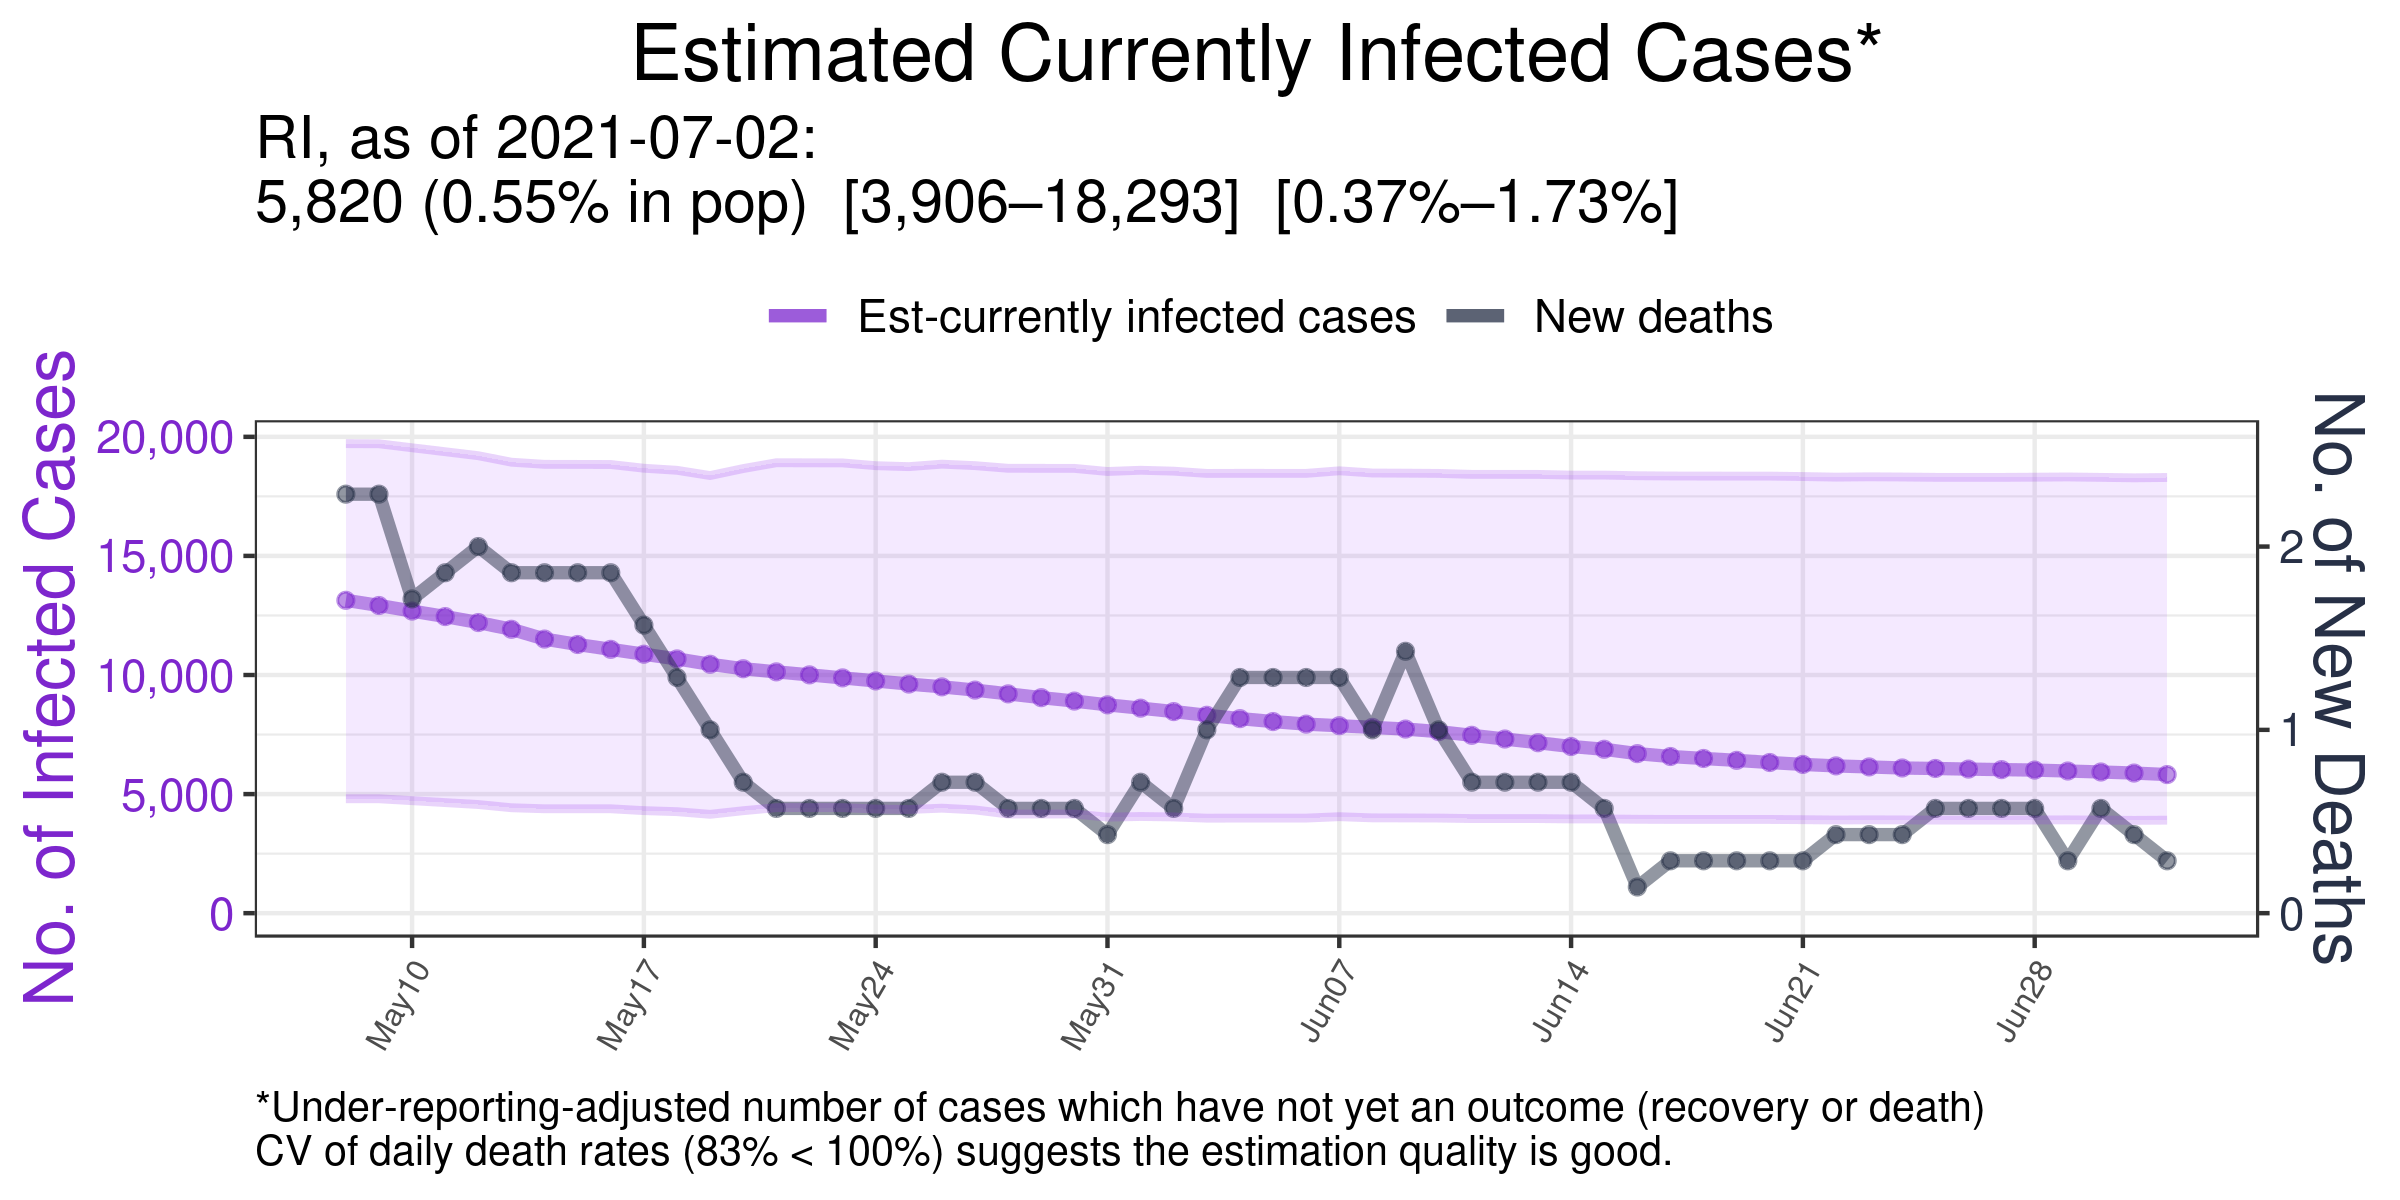 Estimated Currently Infected Cases*
RI, as of 2021-07-02:
5,820 (0.55% in pop)  [3,906–18,293]  [0.37%–1.73%]
Est-currently infected cases
New deaths
No. of Infected Cases
20,000
15,000
10,000
5,000
0
2
1
0
No. of New Deaths
May10
May17
May24
May31
Jun07
Jun14
Jun21
Jun28
*Under-reporting-adjusted number of cases which have not yet an outcome (recovery or death)
CV of daily death rates (83% < 100%) suggests the estimation quality is good.